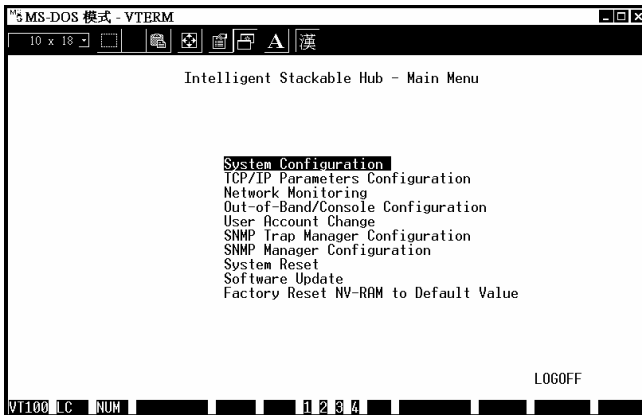 MS-DOS 模式 - VTERM
10 x 18
A 漢
Intelligent Stackable Hub - Main Menu
System Configuration
TCP/IP Parameters Configuration
Network Monitoring
Out-of-Band/Console Configuration
User Account Change
SNMP Trap Manager Configuration
SNMP Manager Configuration
System Reset
Software Update
Factory Reset NV-RAM to Default Value
LOGOFF
VT100 LC NUM 1 2 3 4